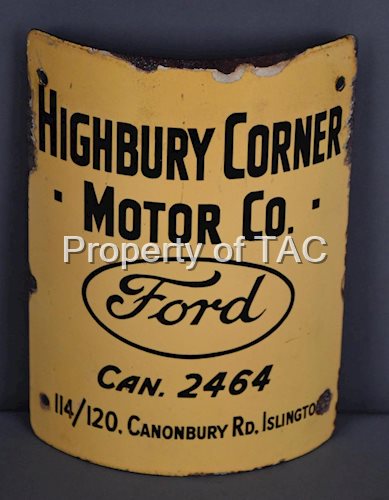 HIGHBURY CORNER
· MOTOR CO. ·
Property of TAC
Ford
CAN. 2464
114/120. CANONBURY RD. ISLINGTO